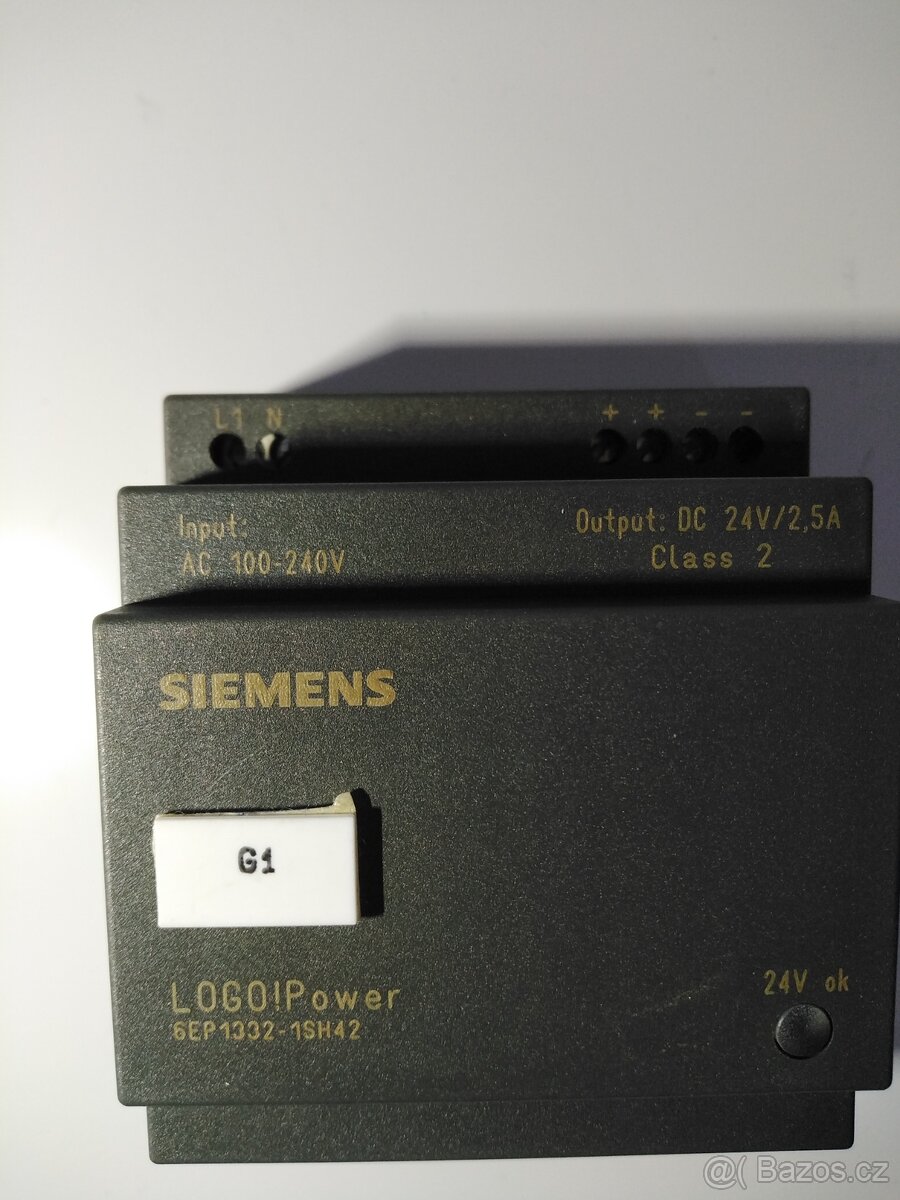 L1 N + + - -
Input: Output: DC 24V/2,5A
AC 100-240V Class 2
SIEMENS
G1
LOGO!Power 24V ok
6EP1332-1SH42
@( Bazos.cz